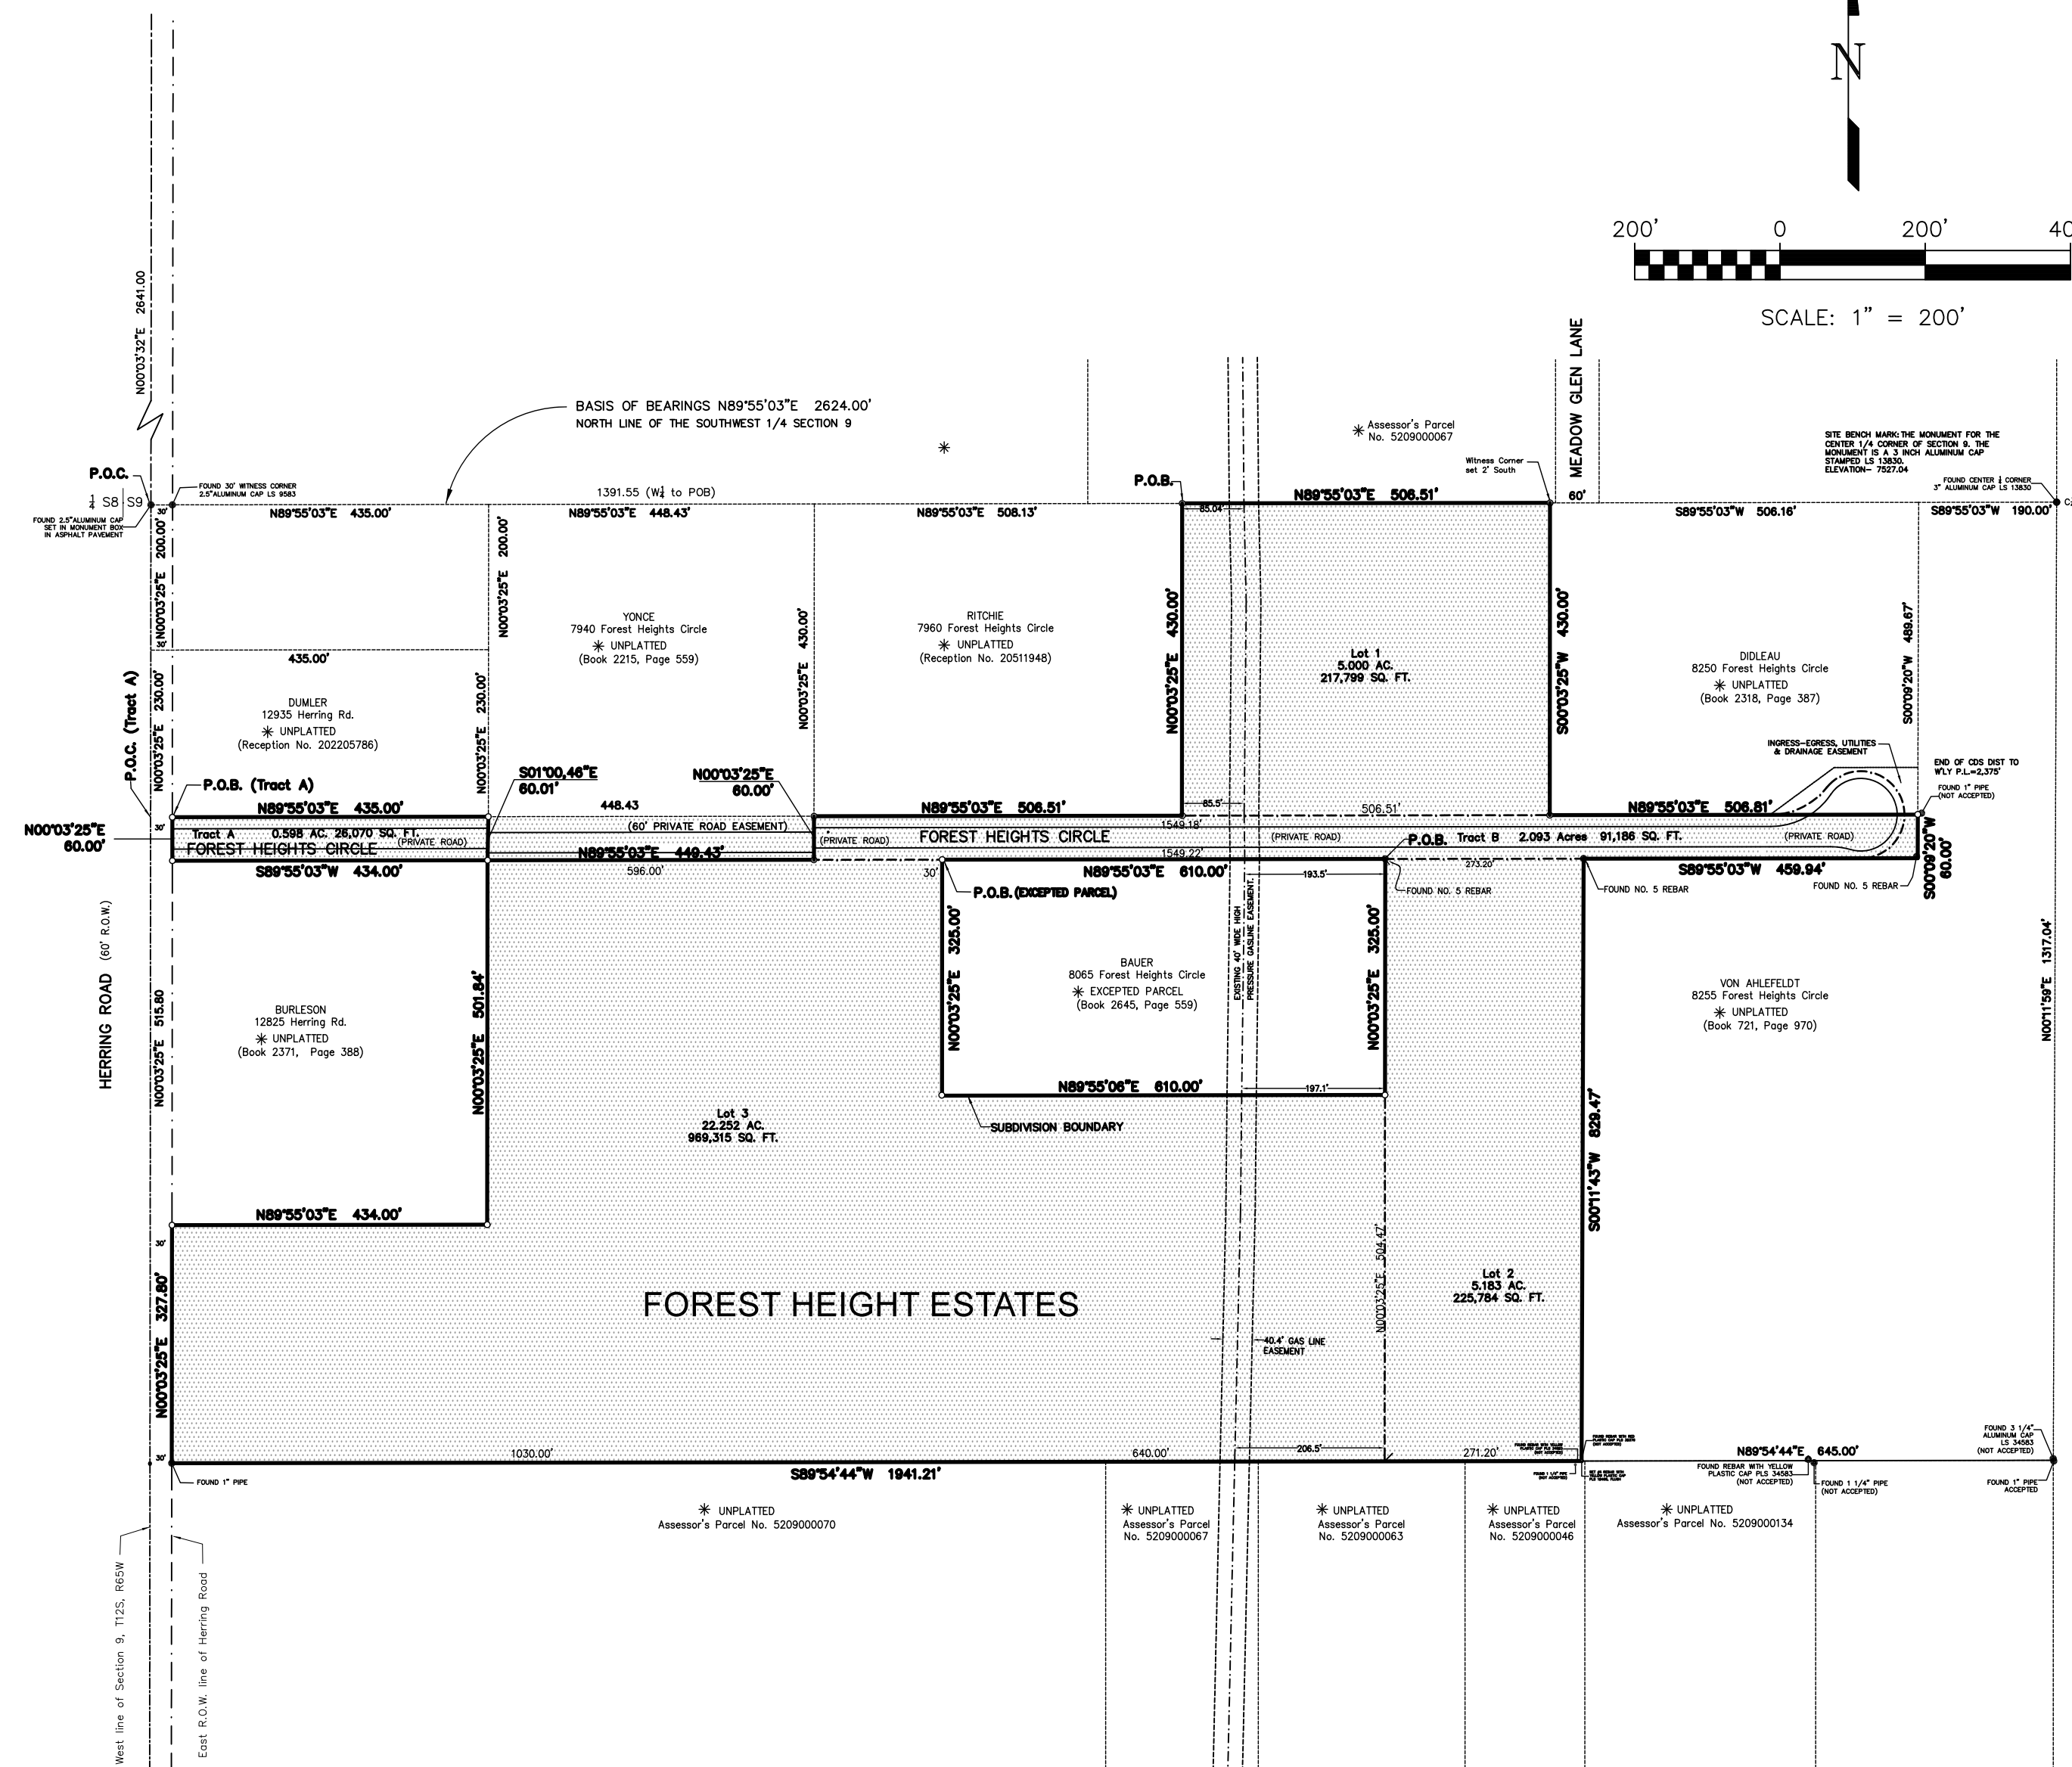 N
200' 0 200' 40
SCALE: 1" = 200'
N00°03'32"E 2641.00
MEADOW GLEN LANE
60'
BASIS OF BEARINGS N89°55'03"E 2624.00'
NORTH LINE OF THE SOUTHWEST 1/4 SECTION 9
Assessor's Parcel
No. 5209000067
SITE BENCH MARK: THE MONUMENT FOR THE
CENTER 1/4 CORNER OF SECTION 9. THE
MONUMENT IS A 3 INCH ALUMINUM CAP
STAMPED LS 13830.
ELEVATION- 7527.04
Witness Corner
set 2' South
P.O.C.
1/4 S8 S9
FOUND 2.5"ALUMINUM CAP
SET IN MONUMENT BOX
IN ASPHALT PAVEMENT
FOUND 30' WITNESS CORNER
2.5"ALUMINUM CAP LS 9583
1391.55 (W1/4 to POB)
P.O.B.
N89°55'03"E 506.51'
FOUND CENTER 1/4 CORNER
3" ALUMINUM CAP LS 13830
30'
N89°55'03"E 435.00'
N89°55'03"E 448.43'
N89°55'03"E 508.13'
85.04'
S89°55'03"W 506.16'
S89°55'03"W 190.00'
N00°03'25"E 200.00'
N00°03'25"E 200.00'
30'
435.00'
YONCE
7940 Forest Heights Circle
UNPLATTED
(Book 2215, Page 559)
N00°03'25"E 430.00'
RITCHIE
7960 Forest Heights Circle
UNPLATTED
(Reception No. 20511948)
N00°03'25"E 430.00'
Lot 1
5.000 AC.
217,799 SQ. FT.
S00°03'25"W 430.00'
DIDLEAU
8250 Forest Heights Circle
UNPLATTED
(Book 2318, Page 387)
S00°09'20"W 489.67'
P.O.C. (Tract A)
N00°03'25"E 230.00'
DUMLER
12935 Herring Rd.
UNPLATTED
(Reception No. 202205786)
N00°03'25"E 230.00'
INGRESS-EGRESS, UTILITIES
& DRAINAGE EASEMENT
END OF CDS DIST TO
W'LY P.L.=2,375'
FOUND 1" PIPE
(NOT ACCEPTED)
P.O.B. (Tract A)
S01°00,46"E
60.01'
N00°03'25"E
60.00'
N89°55'03"E 435.00'
448.43
N89°55'03"E 506.51'
85.5'
506.51'
N89°55'03"E 506.81'
N00°03'25"E
60.00'
30'
Tract A 0.598 AC. 26,070 SQ. FT.
FOREST HEIGHTS CIRCLE (PRIVATE ROAD)
(60' PRIVATE ROAD EASEMENT)
N89°55'03"E 449.43'
1549.18'
(PRIVATE ROAD) FOREST HEIGHTS CIRCLE (PRIVATE ROAD)
1549.22'
P.O.B. Tract B 2.093 Acres 91,186 SQ. FT. (PRIVATE ROAD)
S00°09'20"W
60.00'
S89°55'03"W 434.00'
596.00'
30'
N89°55'03"E 610.00'
193.5'
273.20'
S89°55'03"W 459.94'
P.O.B. (EXCEPTED PARCEL)
FOUND NO. 5 REBAR
FOUND NO. 5 REBAR
FOUND NO. 5 REBAR
HERRING ROAD (60' R.O.W.)
N00°03'25"E 515.80
BURLESON
12825 Herring Rd.
UNPLATTED
(Book 2371, Page 388)
N00°03'25"E 501.84'
N00°03'25"E 325.00'
BAUER
8065 Forest Heights Circle
EXCEPTED PARCEL
(Book 2645, Page 559)
EXISTING 40' WIDE HIGH
PRESSURE GASLINE EASEMENT.
N00°03'25"E 325.00'
VON AHLEFELDT
8255 Forest Heights Circle
UNPLATTED
(Book 721, Page 970)
N00°11'59"E 1317.04'
N89°55'06"E 610.00'
197.1'
SUBDIVISION BOUNDARY
Lot 3
22.252 AC.
969,315 SQ. FT.
S00°11'43"W 829.47'
N89°55'03"E 434.00'
30'
N00°03'25"E 327.80'
FOREST HEIGHT ESTATES
N00°03'25"E 504.47'
Lot 2
5.183 AC.
225,784 SQ. FT.
40.4' GAS LINE
EASEMENT
30'
1030.00'
640.00'
206.5'
271.20'
FOUND 1" PIPE
S89°54'44"W 1941.21'
N89°54'44"E 645.00'
FOUND REBAR WITH YELLOW
PLASTIC CAP PLS 34583
(NOT ACCEPTED)
FOUND 1 1/4" PIPE
(NOT ACCEPTED)
FOUND 3 1/4"
ALUMINUM CAP
LS 34583
(NOT ACCEPTED)
FOUND 1" PIPE
ACCEPTED
UNPLATTED
Assessor's Parcel No. 5209000070
UNPLATTED
Assessor's Parcel
No. 5209000067
UNPLATTED
Assessor's Parcel
No. 5209000063
UNPLATTED
Assessor's Parcel
No. 5209000046
UNPLATTED
Assessor's Parcel No. 5209000134
West line of Section 9, T12S, R65W
East R.O.W. line of Herring Road